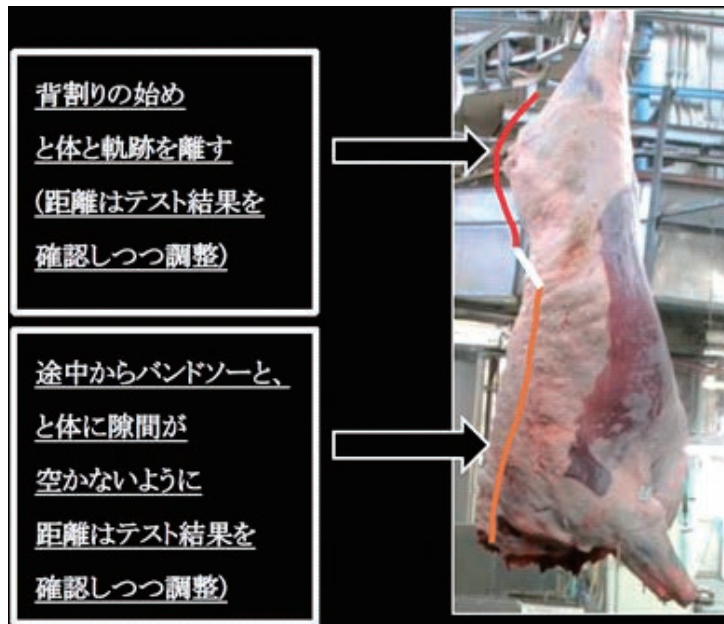 背割りの始め
と体と軌跡を離す
(距離はテスト結果を
確認しつつ調整)
途中からバンドソーと、
と体に隙間が
空かないように
距離はテスト結果を
確認しつつ調整)